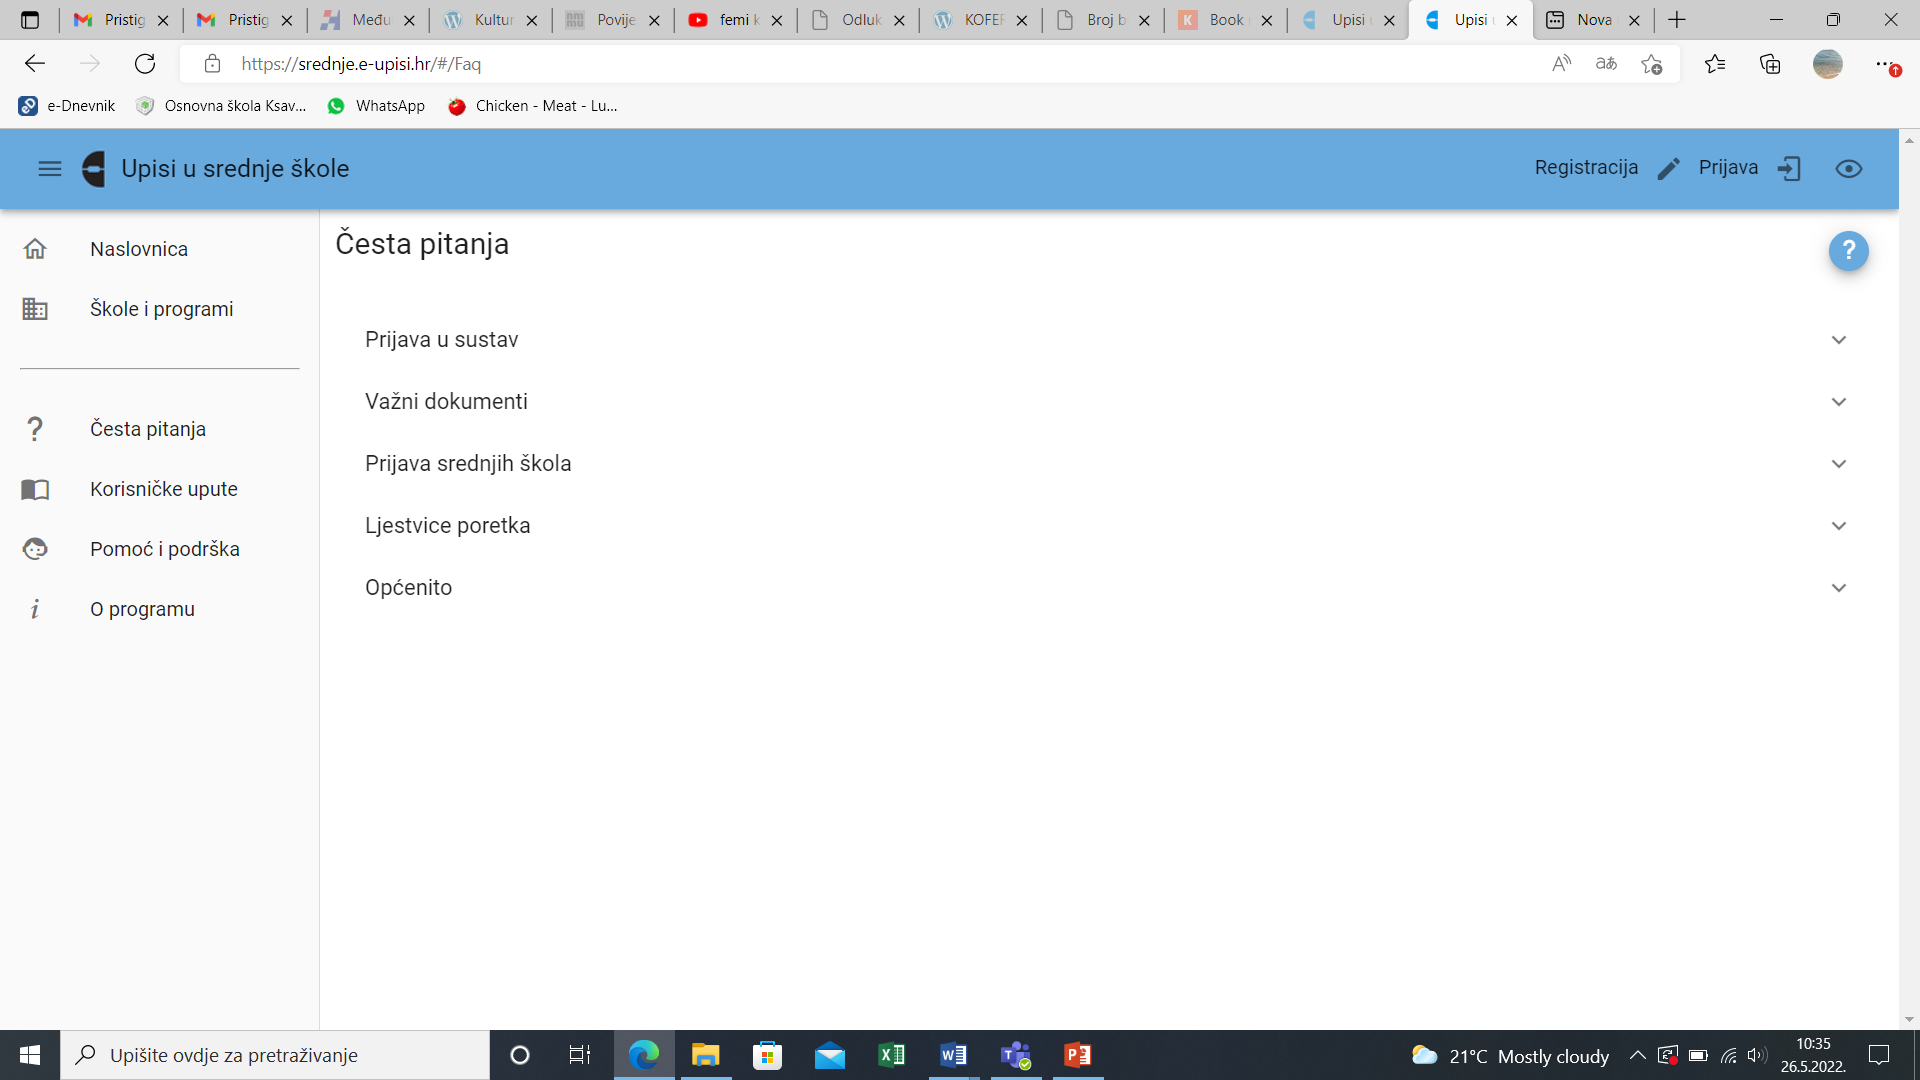 Pristig Pristig Među Kultur Povije femi k Odluk KOFER Broj b Book Upisi u Upisi u Nova
https://srednje.e-upisi.hr/#/Faq
e-Dnevnik Osnovna škola Ksav... WhatsApp Chicken - Meat - Lu...
Upisi u srednje škole
Registracija Prijava
Naslovnica
Škole i programi
Česta pitanja
Korisničke upute
Pomoć i podrška
O programu
Česta pitanja
?
Prijava u sustav
Važni dokumenti
Prijava srednjih škola
Ljestvice poretka
Općenito
Upišite ovdje za pretraživanje
21°C Mostly cloudy
10:35
26.5.2022.